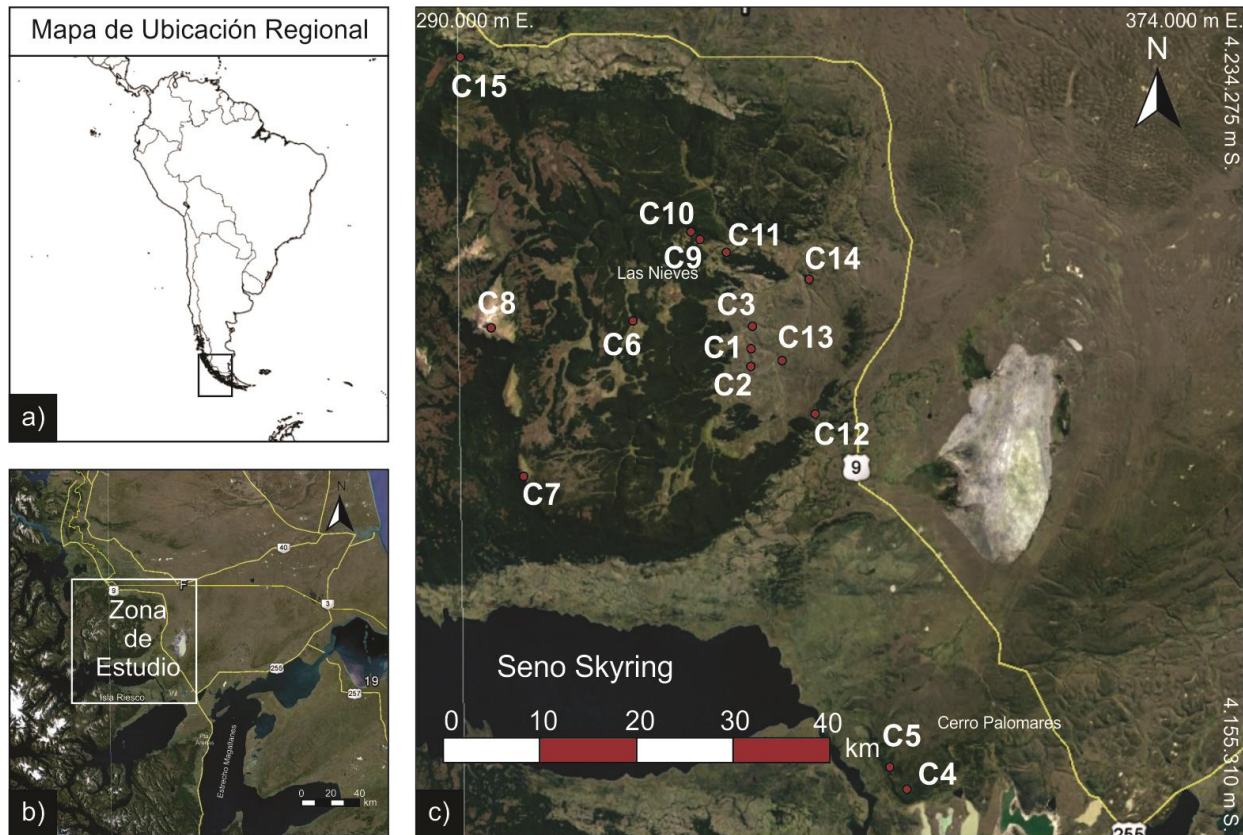 Mapa de Ubicación Regional
a)
N
40
9
F
3
Zona
de
Estudio
255
19
257
Isla Riesco
Pta.
Arenas
Estrecho Magallanes
0 20 40
km
b)
290.000 m E.
374.000 m E.
N
4.234.275 m S.
C15
C10
C11
C9
Las Nieves
C14
C8
C3
C6
C13
C1
C2
C12
9
C7
Seno Skyring
4.155.310 m S.
Cerro Palomares
0 10 20 30 40
km
C5
C4
255
c)